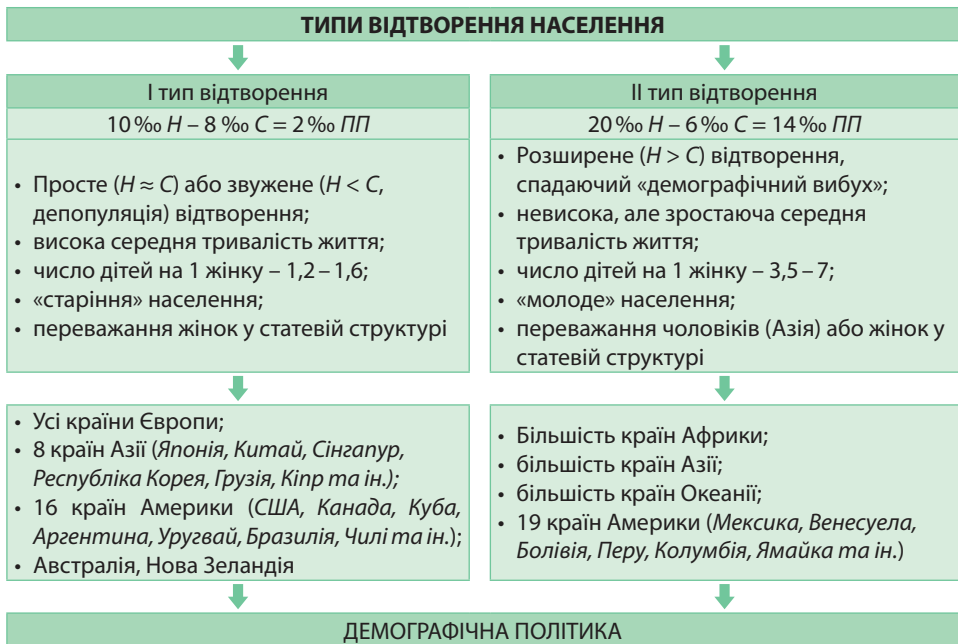 ТИПИ ВІДТВОРЕННЯ НАСЕЛЕННЯ
І тип відтворення
10 ‰ Н – 8 ‰ С = 2 ‰ ПП
• Просте (Н ≈ С) або звужене (Н < С,
депопуляція) відтворення;
• висока середня тривалість життя;
• число дітей на 1 жінку – 1,2 – 1,6;
• «старіння» населення;
• переважання жінок у статевій структурі
• Усі країни Європи;
• 8 країн Азії (Японія, Китай, Сінгапур,
Республіка Корея, Грузія, Кіпр та ін.);
• 16 країн Америки (США, Канада, Куба,
Аргентина, Уругвай, Бразилія, Чилі та ін.);
• Австралія, Нова Зеландія
ІІ тип відтворення
20 ‰ Н – 6 ‰ С = 14 ‰ ПП
• Розширене (Н > С) відтворення,
спадаючий «демографічний вибух»;
• невисока, але зростаюча середня
тривалість життя;
• число дітей на 1 жінку – 3,5 – 7;
• «молоде» населення;
• переважання чоловіків (Азія) або жінок у
статевій структурі
• Більшість країн Африки;
• більшість країн Азії;
• більшість країн Океанії;
• 19 країн Америки (Мексика, Венесуела,
Болівія, Перу, Колумбія, Ямайка та ін.)
ДЕМОГРАФІЧНА ПОЛІТИКА